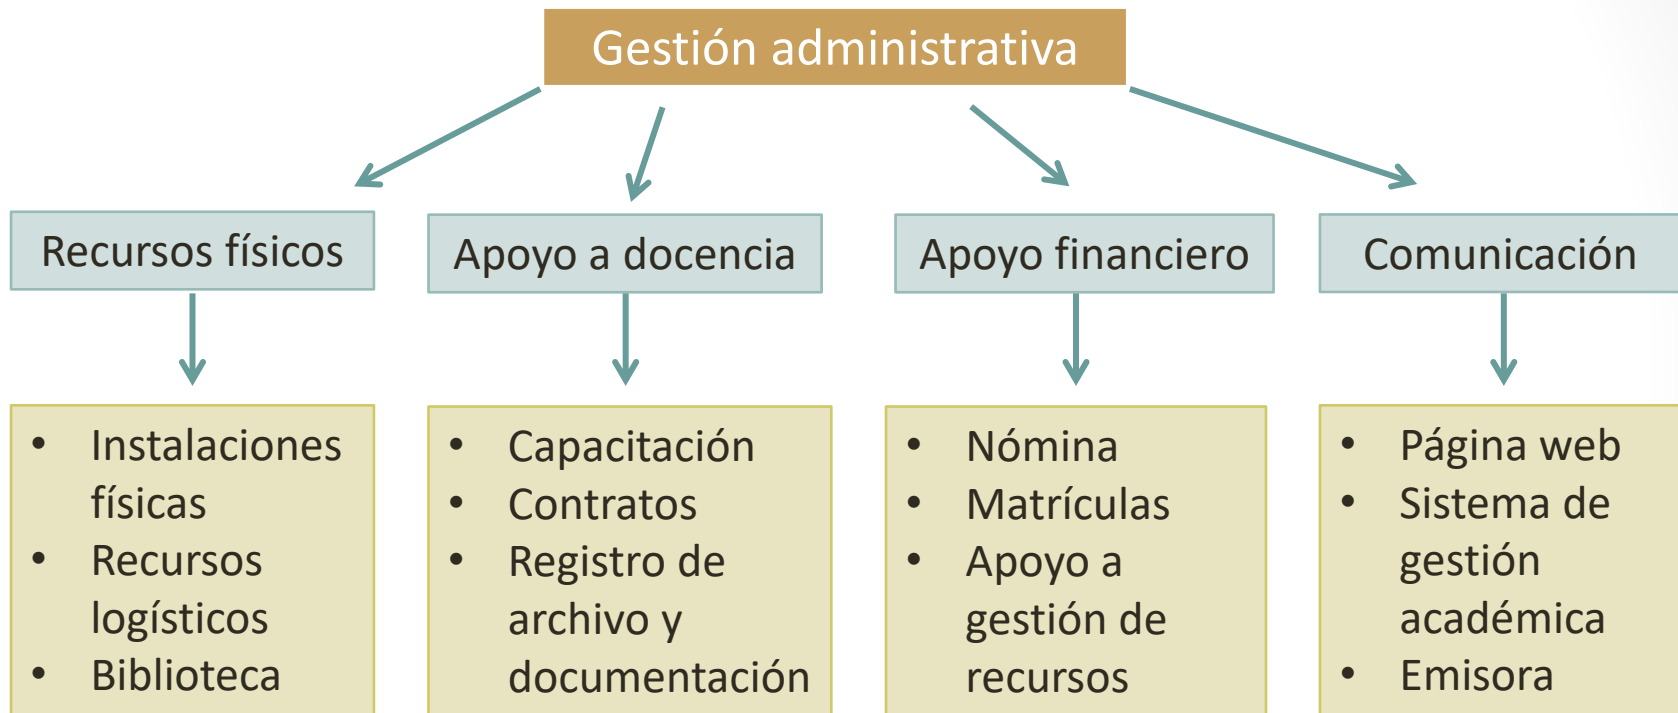 Gestión administrativa
Recursos físicos
Apoyo a docencia
Apoyo financiero
Comunicación
• Instalaciones
físicas
• Recursos
logísticos
• Biblioteca
• Capacitación
• Contratos
• Registro de
archivo y
documentación
• Nómina
• Matrículas
• Apoyo a
gestión de
recursos
• Página web
• Sistema de
gestión
académica
• Emisora